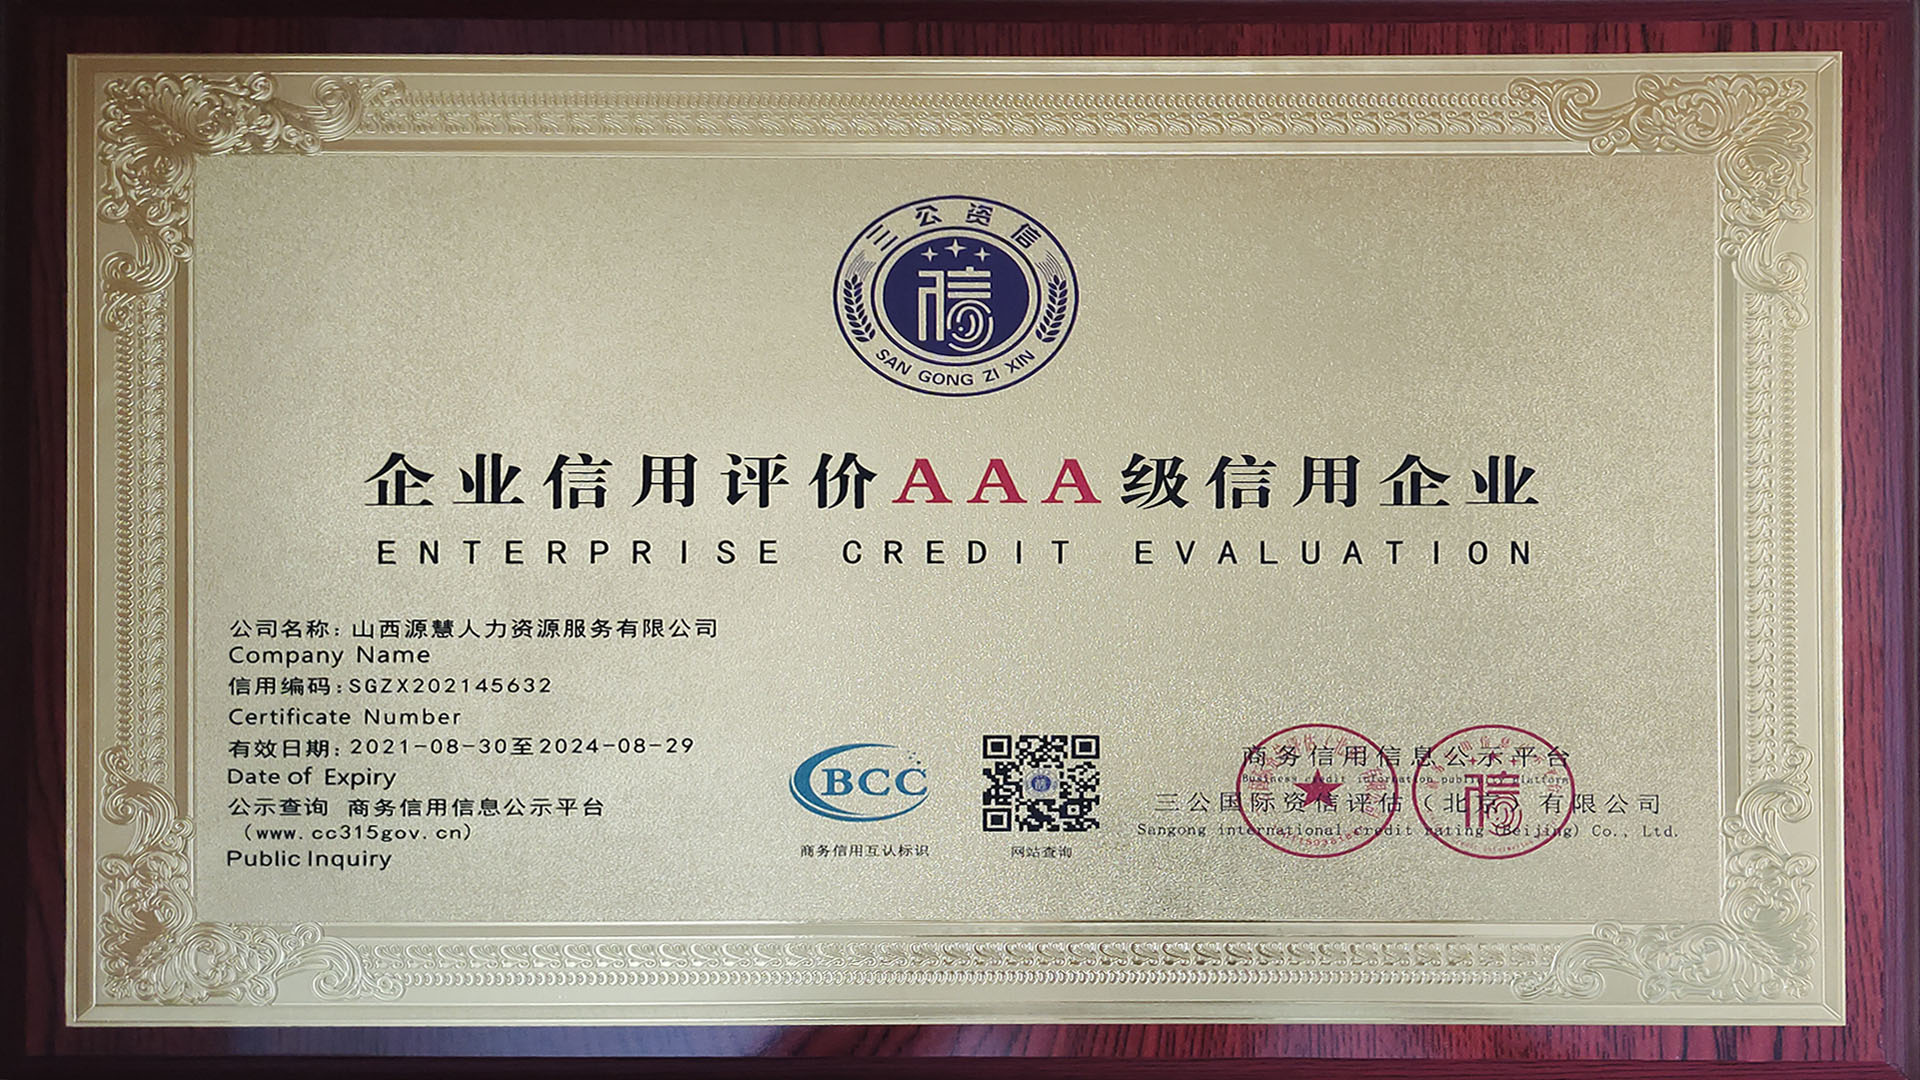 三公资信
信
SAN GONG ZI XIN
企业信用评价AAA级信用企业
ENTERPRISE CREDIT EVALUATION
公司名称: 山西源慧人力资源服务有限公司
Company Name
信用编码:SGZX202145632
Certificate Number
有效日期: 2021-08-30至2024-08-29
Date of Expiry
公示查询 商务信用信息公示平台
(www.cc315gov.cn)
Public Inquiry
BCC
商务信用互认标识
网站查询
商务信用信息公示平台
Business credit information publicity platform
三公国际资信评估（北京）有限公司
Sangong international credit rating (Beijing) Co., Ltd.